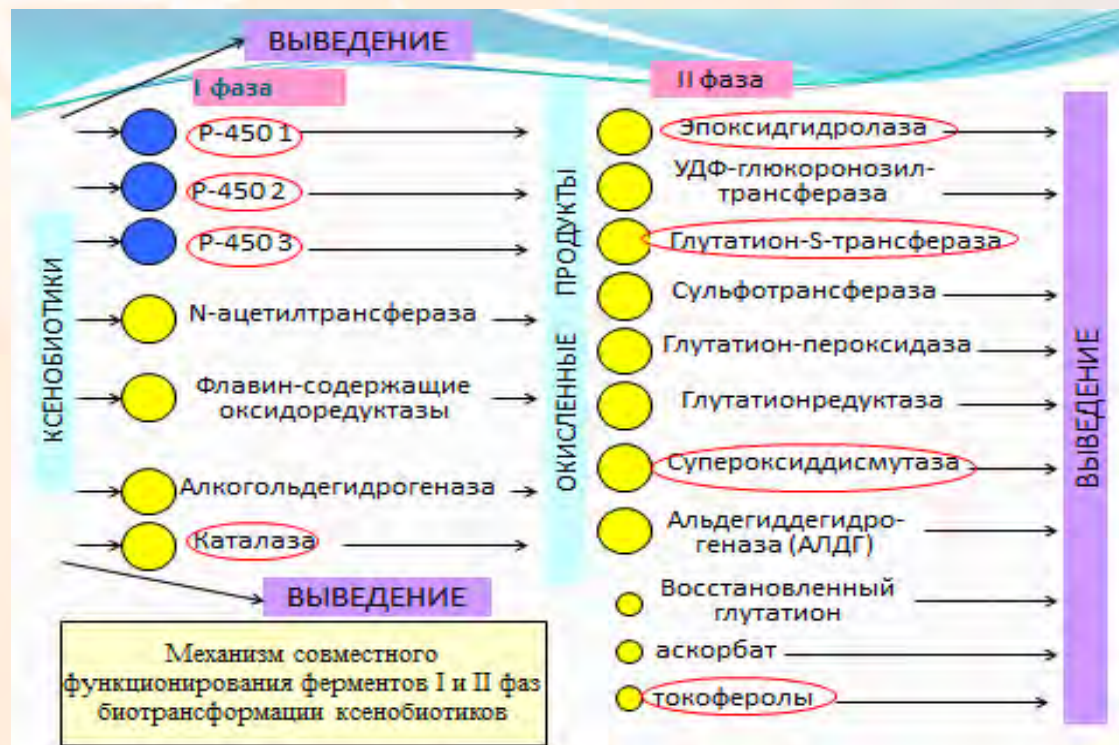 ВЫВЕДЕНИЕ
I фаза
КСЕНОБИОТИКИ
Р-450 1
Р-450 2
Р-450 3
N-ацетилтрансфераза
Флавин-содержащие
оксидоредуктазы
Алкогольдегидрогеназа
Каталаза
ВЫВЕДЕНИЕ
ОКИСЛЕННЫЕ ПРОДУКТЫ
II фаза
Эпоксидгидролаза
УДФ-глюкоронозил-
трансфераза
Глутатион-S-трансфераза
Сульфотрансфераза
Глутатион-пероксидаза
Глутатионредуктаза
Супероксиддисмутаза
Альдегиддегидро-
геназа (АЛДГ)
Восстановленный
глутатион
аскорбат
токоферолы
ВЫВЕДЕНИЕ
Механизм совместного
функционирования ферментов I и II фаз
биотрансформации ксенобиотиков